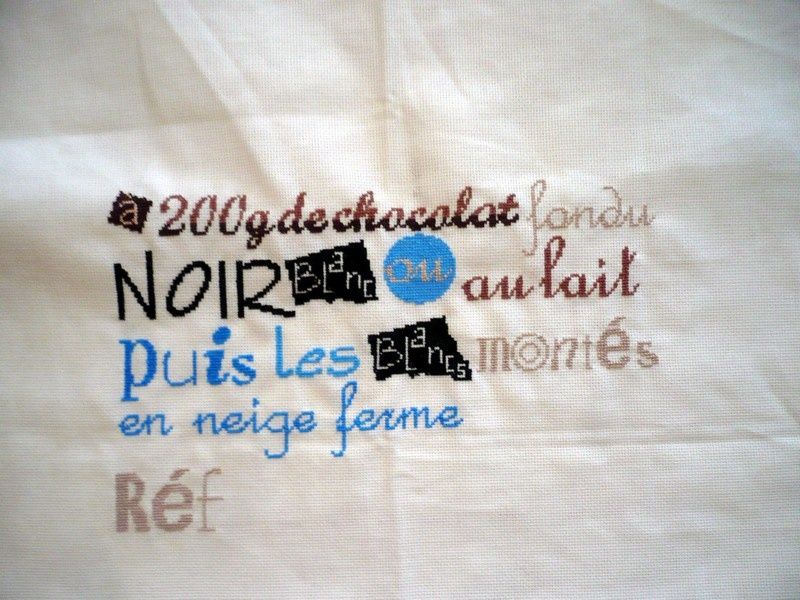 à 200g de chocolat fondu
NOIR Blanc ou au lait
puis les Blancs montés
en neige ferme
Réf